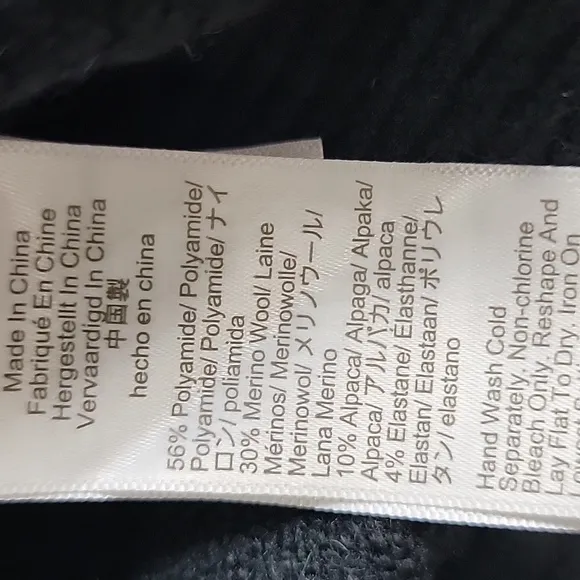 Made In China
Fabriqué En Chine
Hergestellt In China
Vervaardigd In China
中国製
hecho en china
56% Polyamide/ Polyamide/
Polyamide/ Polyamide/ ナイ
ロン/ poliamida
30% Merino Wool/ Laine
Mérinos/ Merinowolle/
Merinowol/ メリノウール/
Lana Merino
10% Alpaca/ Alpaga/ Alpaka/
Alpaca/ アルパカ/ alpaca
4% Elastane/ Elasthanne/
Elastan/ Elastaan/ ポリウレ
タン/ elastano
Hand Wash Cold
Separately, Non-chlorine
Bleach Only, Reshape And
Lay Flat To Dry, Iron On